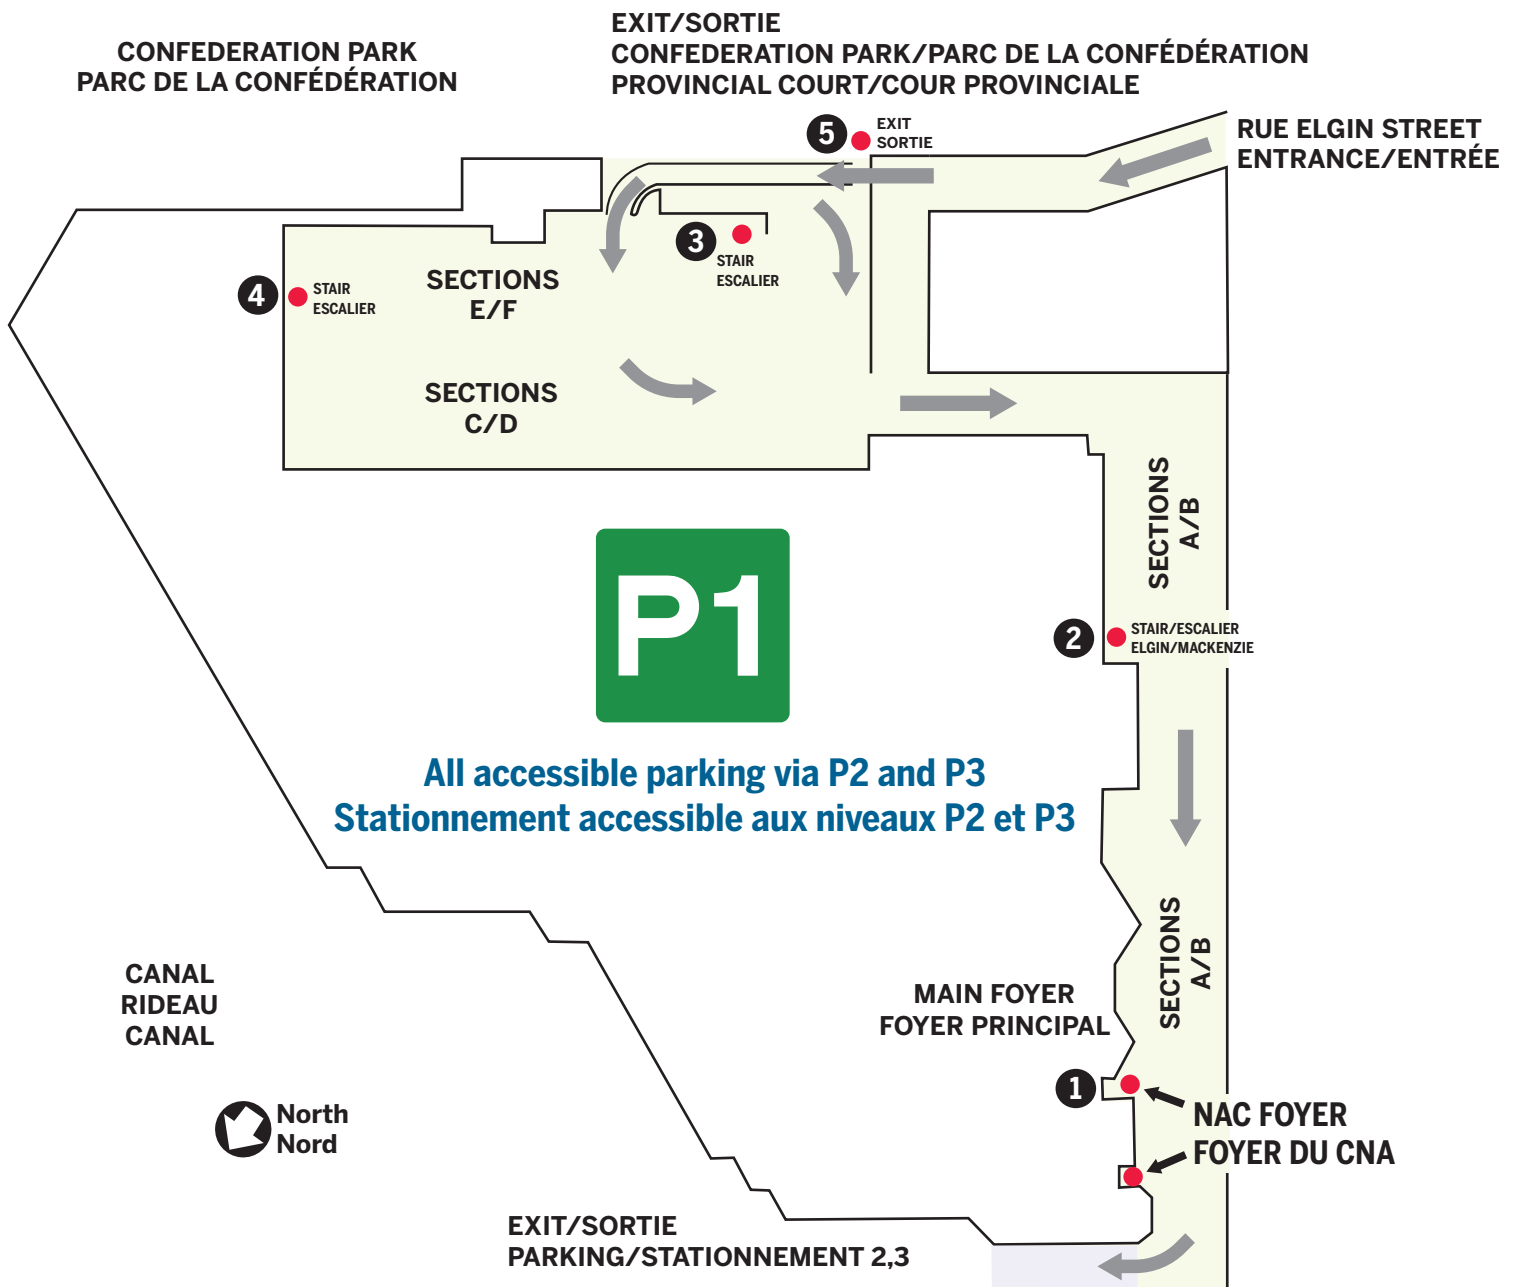 EXIT/SORTIE
CONFEDERATION PARK/PARC DE LA CONFÉDÉRATION
PROVINCIAL COURT/COUR PROVINCIALE
CONFEDERATION PARK
PARC DE LA CONFÉDÉRATION
5
EXIT
SORTIE
RUE ELGIN STREET
ENTRANCE/ENTRÉE
3
STAIR
ESCALIER
4
STAIR
ESCALIER
SECTIONS
E/F
SECTIONS
C/D
SECTIONS
A/B
P1
2
STAIR/ESCALIER
ELGIN/MACKENZIE
All accessible parking via P2 and P3
Stationnement accessible aux niveaux P2 et P3
SECTIONS
A/B
CANAL
RIDEAU
CANAL
MAIN FOYER
FOYER PRINCIPAL
1
NAC FOYER
FOYER DU CNA
North
Nord
EXIT/SORTIE
PARKING/STATIONNEMENT 2,3